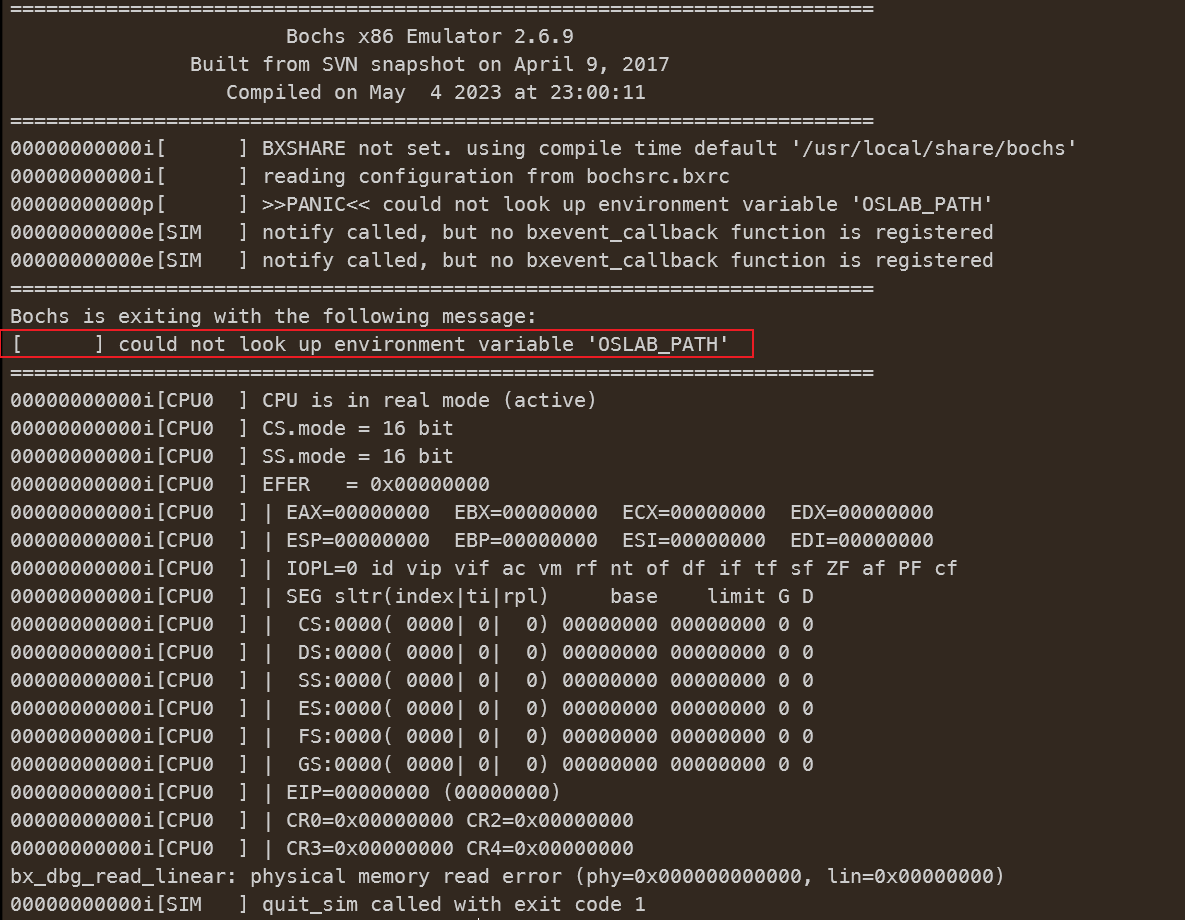 ========================================================================
                       Bochs x86 Emulator 2.6.9
               Built from SVN snapshot on April 9, 2017
                  Compiled on May  4 2023 at 23:00:11
========================================================================
00000000000i[      ] BXSHARE not set. using compile time default '/usr/local/share/bochs'
00000000000i[      ] reading configuration from bochsrc.bxrc
00000000000p[      ] >>PANIC<< could not look up environment variable 'OSLAB_PATH'
00000000000e[SIM   ] notify called, but no bxevent_callback function is registered
00000000000e[SIM   ] notify called, but no bxevent_callback function is registered
========================================================================
Bochs is exiting with the following message:
[      ] could not look up environment variable 'OSLAB_PATH'
========================================================================
00000000000i[CPU0  ] CPU is in real mode (active)
00000000000i[CPU0  ] CS.mode = 16 bit
00000000000i[CPU0  ] SS.mode = 16 bit
00000000000i[CPU0  ] EFER   = 0x00000000
00000000000i[CPU0  ] | EAX=00000000  EBX=00000000  ECX=00000000  EDX=00000000
00000000000i[CPU0  ] | ESP=00000000  EBP=00000000  ESI=00000000  EDI=00000000
00000000000i[CPU0  ] | IOPL=0 id vip vif ac vm rf nt of df if tf sf ZF af PF cf
00000000000i[CPU0  ] | SEG sltr(index|ti|rpl)     base    limit G D
00000000000i[CPU0  ] |  CS:0000( 0000| 0|  0) 00000000 00000000 0 0
00000000000i[CPU0  ] |  DS:0000( 0000| 0|  0) 00000000 00000000 0 0
00000000000i[CPU0  ] |  SS:0000( 0000| 0|  0) 00000000 00000000 0 0
00000000000i[CPU0  ] |  ES:0000( 0000| 0|  0) 00000000 00000000 0 0
00000000000i[CPU0  ] |  FS:0000( 0000| 0|  0) 00000000 00000000 0 0
00000000000i[CPU0  ] |  GS:0000( 0000| 0|  0) 00000000 00000000 0 0
00000000000i[CPU0  ] | EIP=00000000 (00000000)
00000000000i[CPU0  ] | CR0=0x00000000 CR2=0x00000000
00000000000i[CPU0  ] | CR3=0x00000000 CR4=0x00000000
bx_dbg_read_linear: physical memory read error (phy=0x000000000000, lin=0x00000000)
00000000000i[SIM   ] quit_sim called with exit code 1